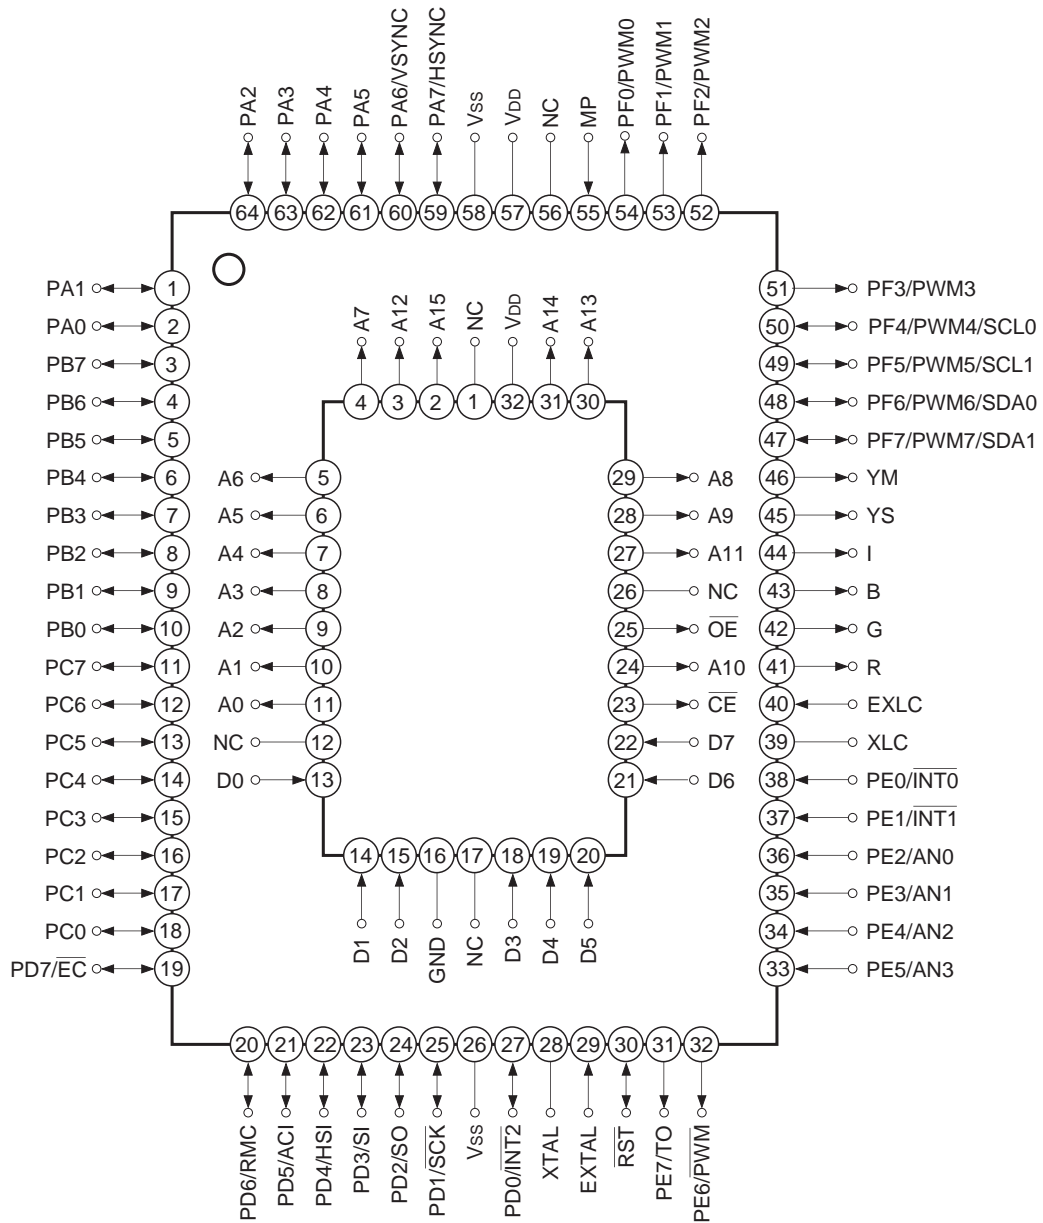 PA2
PA3
PA4
PA5
PA6/VSYNC
PA7/HSYNC
VSS
VDD
NC
MP
PF0/PWM0
PF1/PWM1
PF2/PWM2
64 63 62 61 60 59 58 57 56 55 54 53 52
PA1 1
PA0 2
PB7 3
PB6 4
PB5 5
PB4 6
PB3 7
PB2 8
PB1 9
PB0 10
PC7 11
PC6 12
PC5 13
PC4 14
PC3 15
PC2 16
PC1 17
PC0 18
PD7/EC 19
A7
A12
A15
NC
VDD
A14
A13
4 3 2 1 32 31 30
A6 5
A5 6
A4 7
A3 8
A2 9
A1 10
A0 11
NC 12
D0 13
29 A8
28 A9
27 A11
26 NC
25 OE
24 A10
23 CE
22 D7
21 D6
14 15 16 17 18 19 20
D1
D2
GND
NC
D3
D4
D5
51 PF3/PWM3
50 PF4/PWM4/SCL0
49 PF5/PWM5/SCL1
48 PF6/PWM6/SDA0
47 PF7/PWM7/SDA1
46 YM
45 YS
44 I
43 B
42 G
41 R
40 EXLC
39 XLC
38 PE0/INT0
37 PE1/INT1
36 PE2/AN0
35 PE3/AN1
34 PE4/AN2
33 PE5/AN3
20 21 22 23 24 25 26 27 28 29 30 31 32
PD6/RMC
PD5/ACI
PD4/HSI
PD3/SI
PD2/SO
PD1/SCK
VSS
PD0/INT2
XTAL
EXTAL
RST
PE7/TO
PE6/PWM